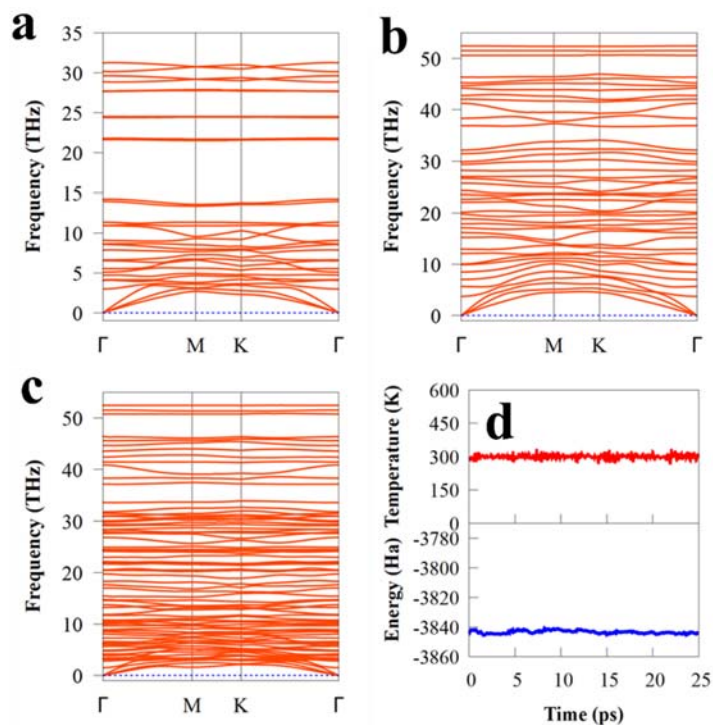 a
Frequency (THz)
35
30
25
20
15
10
5
0
Γ M K Γ
b
Frequency (THz)
50
40
30
20
10
0
Γ M K Γ
c
Frequency (THz)
50
40
30
20
10
0
Γ M K Γ
d
Temperature (K)
600
450
300
150
0
Energy (Ha)
-3780
-3800
-3820
-3840
-3860
0 5 10 15 20 25
Time (ps)